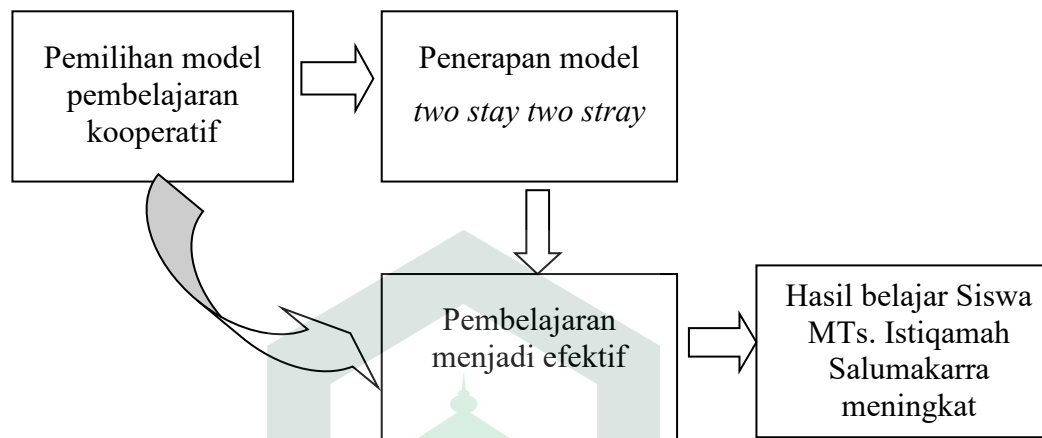 Pemilihan model
pembelajaran
kooperatif
Penerapan model
two stay two stray
Pembelajaran
menjadi efektif
Hasil belajar Siswa
MTs. Istiqamah
Salumakarra
meningkat